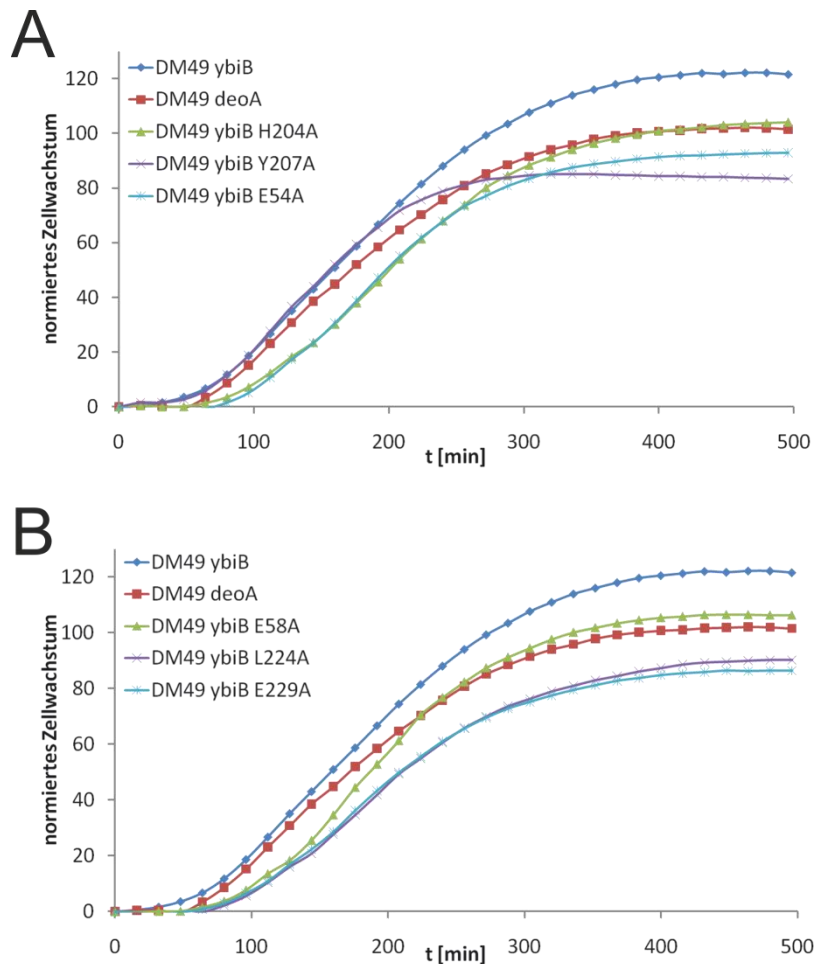 A
normiertes Zellwachstum
120
100
80
60
40
20
0
DM49 ybiB
DM49 deoA
DM49 ybiB H204A
DM49 ybiB Y207A
DM49 ybiB E54A
0 100 200 300 400 500
t [min]
B
normiertes Zellwachstum
120
100
80
60
40
20
0
DM49 ybiB
DM49 deoA
DM49 ybiB E58A
DM49 ybiB L224A
DM49 ybiB E229A
0 100 200 300 400 500
t [min]